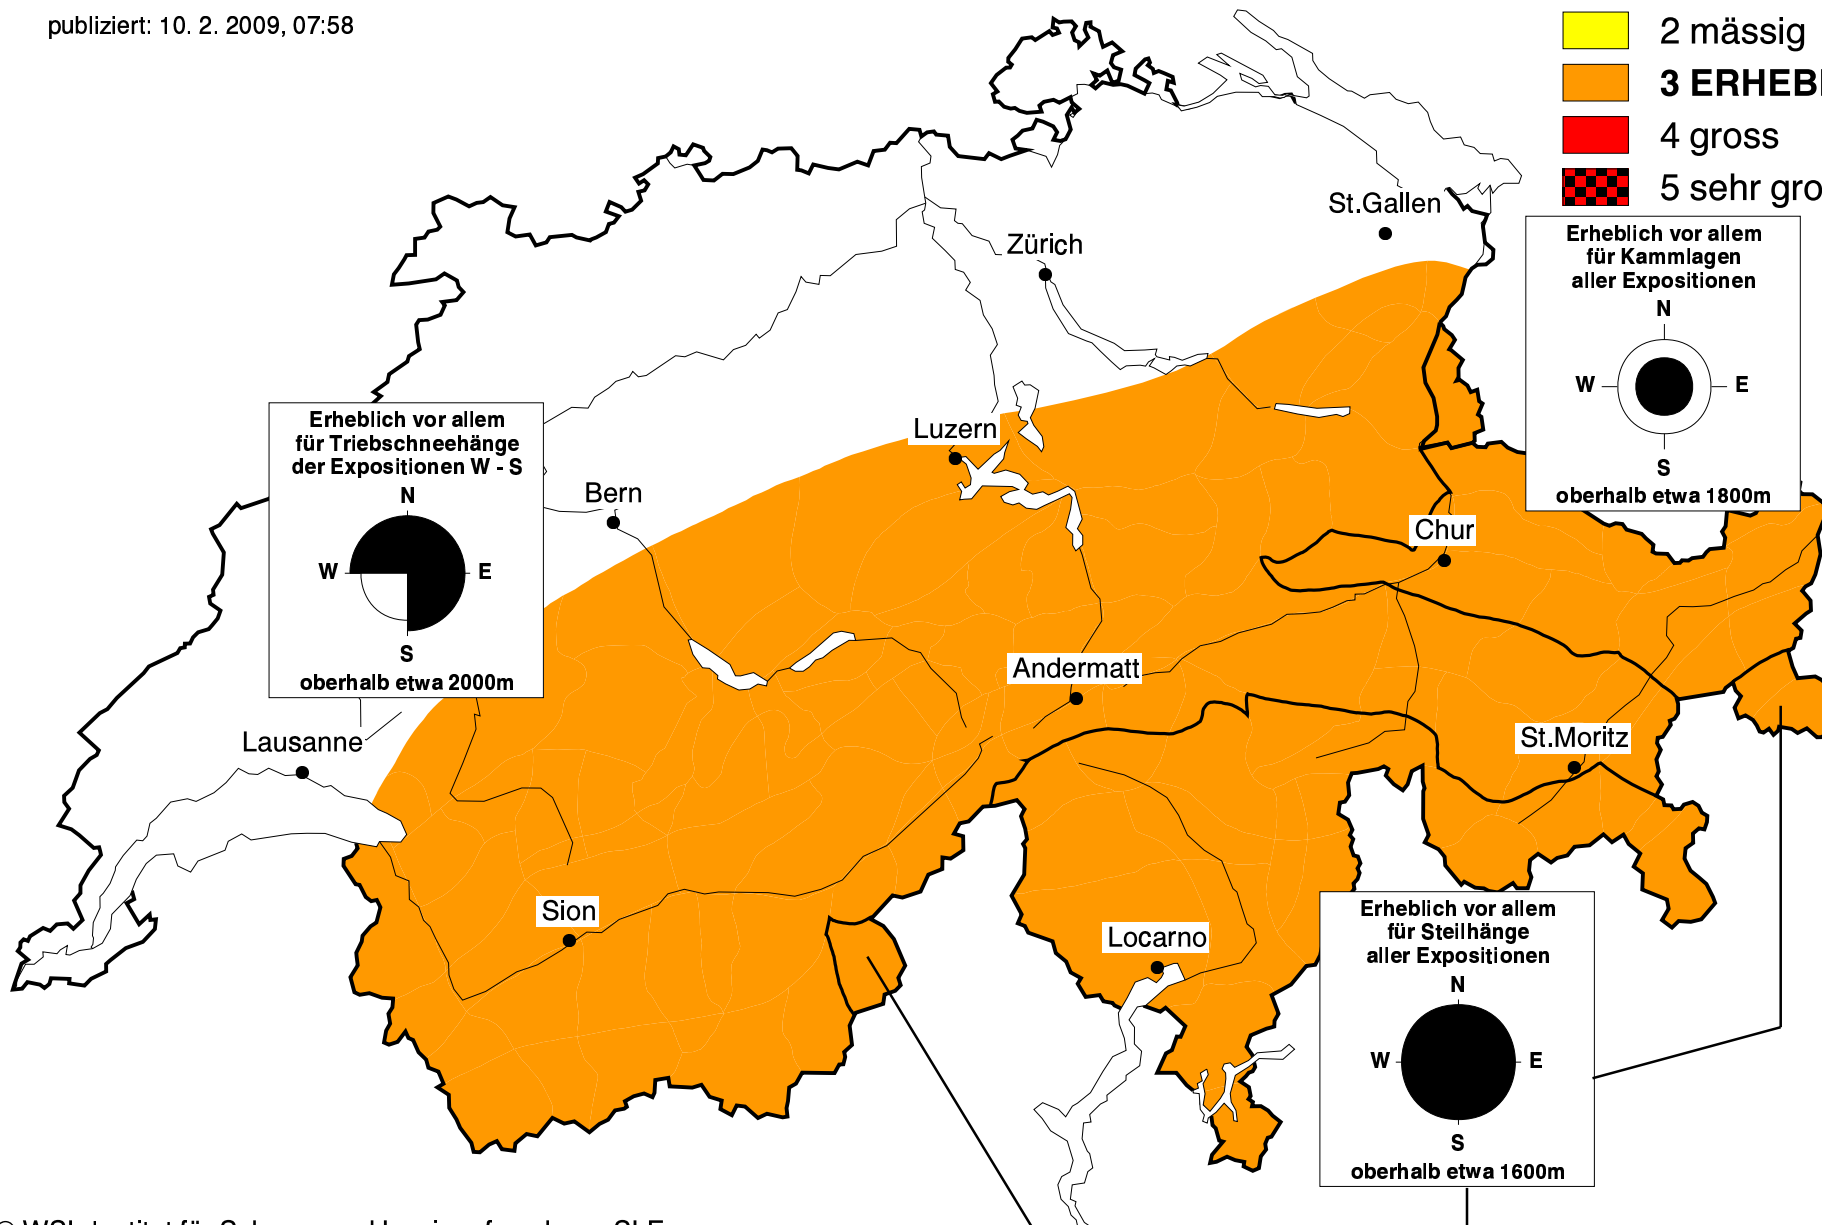 publiziert: 10. 2. 2009, 07:58
2 mässig
3
4 gross
5 sehr
St.Gallen
Zürich
Erheblich vor allem
für Kammlagen
aller Expositionen
N
W E
S
oberhalb etwa 1800m
Erheblich vor allem
für Triebschneehänge
der Expositionen W - S
N
W E
S
oberhalb etwa 2000m
Luzern
Bern
Chur
Andermatt
Lausanne
St.Moritz
Sion
Locarno
Erheblich vor allem
für Steilhänge
aller Expositionen
N
W E
S
oberhalb etwa 1600m